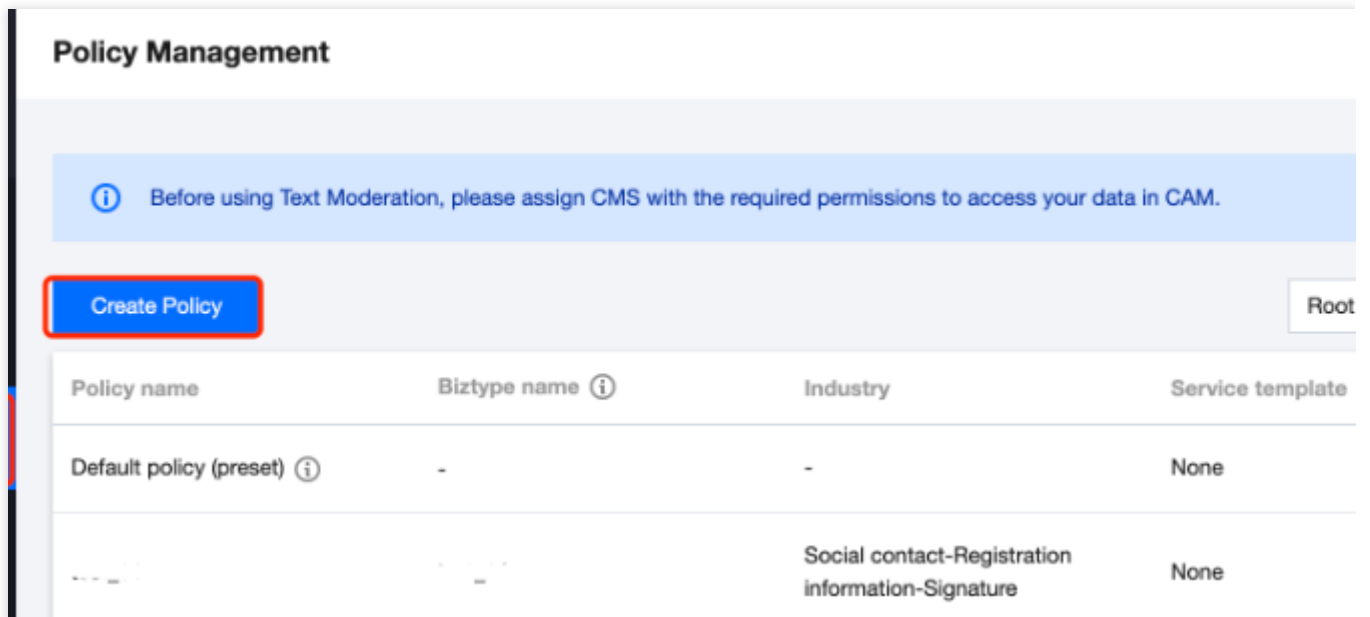 Policy Management
Before using Text Moderation, please assign CMS with the required permissions to access your data in CAM.
Create Policy
Root
Policy name Biztype name Industry Service template
Default policy (preset) - - None
Social contact-Registration
information-Signature
None